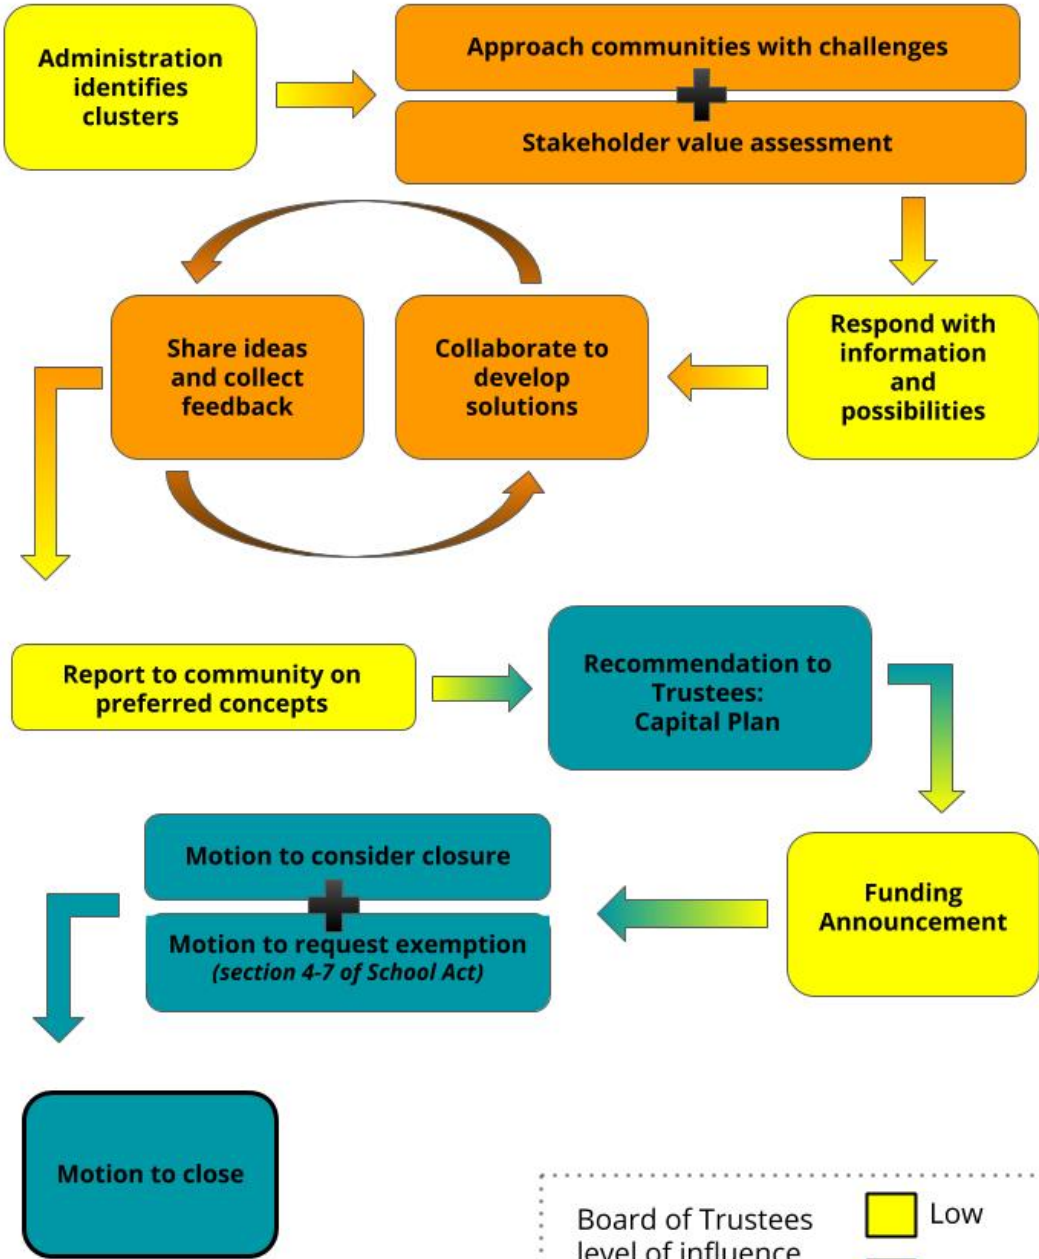 Administration
identifies
clusters
Approach communities with challenges
Stakeholder value assessment
Share ideas
and collect
feedback
Collaborate to
develop
solutions
Respond with
information
and
possibilities
Report to community on
preferred concepts
Recommendation to
Trustees:
Capital Plan
Motion to consider closure
Motion to request exemption
(section 4-7 of School Act)
Funding
Announcement
Motion to close
Board of Trustees
level of influence
Low